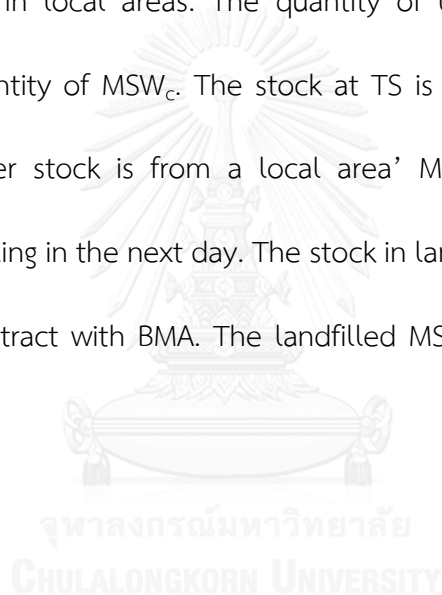 in local areas. The quantity of
ntity of MSWc. The stock at TS is
er stock is from a local area' M
ting in the next day. The stock in lan
tract with BMA. The landfilled MS
จุฬาลงกรณ์มหาวิทยาลัย
CHULALONGKORN UNIVERSITY